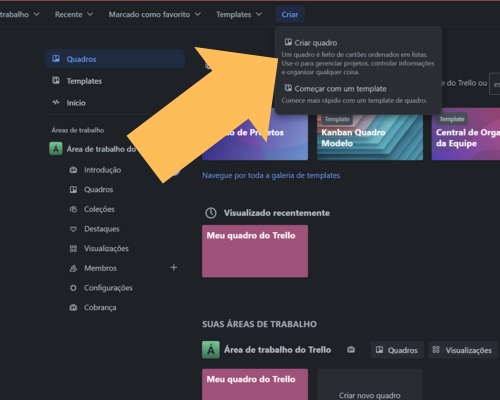 trabalho Recente Marcado como favorito Templates Criar
Criar quadro
Um quadro é feito de cartões ordenados em listas.
Use-o para gerenciar projetos, controlar informações
e organizar qualquer coisa.
Começar com um template
Comece mais rápido com um template de quadro.
Quadros
Templates
Início
Áreas de trabalho
Área de trabalho do
Introdução
Quadros
Coleções
Destaques
Visualizações
Membros
Configurações
Cobrança
e do Trello ou
de Projetos
Template
Kanban Quadro
Modelo
Template
Central de Orga
da Equipe
Navegue por toda a galeria de templates
Visualizado recentemente
Meu quadro do Trello
SUAS ÁREAS DE TRABALHO
Á Área de trabalho do Trello Quadros Visualizações
Meu quadro do Trello
Criar novo quadro